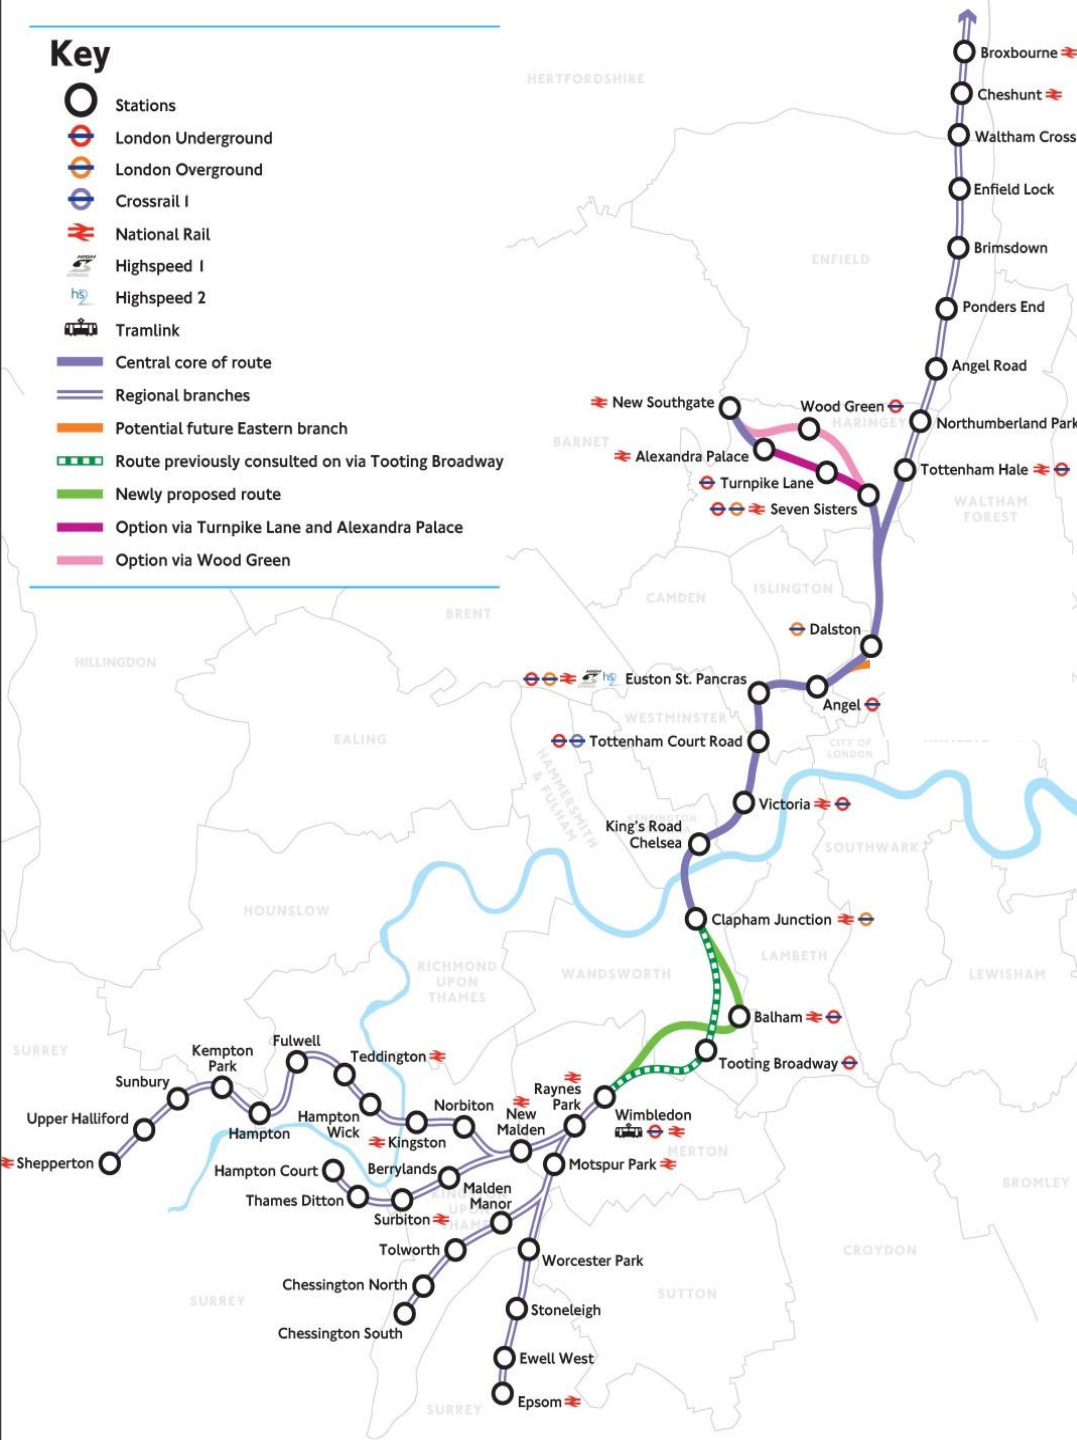 Key
Stations
London Underground
London Overground
Crossrail 1
National Rail
HIGH
Highspeed 1
hs2
Highspeed 2
Tramlink
Central core of route
Regional branches
Potential future Eastern branch
Route previously consulted on via Tooting Broadway
Newly proposed route
Option via Turnpike Lane and Alexandra Palace
Option via Wood Green
HERTFORDSHIRE
Broxbourne
Cheshunt
Waltham Cross
Enfield Lock
Brimsdown
ENFIELD
Ponders End
Angel Road
New Southgate
Wood Green
HARINGEY
Northumberland Park
BARNET
Alexandra Palace
Tottenham Hale
Turnpike Lane
Seven Sisters
WALTHAM
FOREST
ISLINGTON
CAMDEN
BRENT
Dalston
HILLINGDON
HIGH
hs2
Euston St. Pancras
Angel
WESTMINSTER
EALING
Tottenham Court Road
CITY OF
LONDON
HAMMERSMITH
& FULHAM
Victoria
KENSINGTON
King's Road
Chelsea
SOUTHWARK
HOUNSLOW
Clapham Junction
RICHMOND
UPON
THAMES
WANDSWORTH
LAMBETH
LEWISHAM
Balham
SURREY
Fulwell
Kempton
Park
Teddington
Tooting Broadway
Sunbury
Raynes
Park
Upper Halliford
Hampton
Hampton
Wick
Norbiton
New
Malden
Wimbledon
Kingston
MERTON
Shepperton
Hampton Court
Berrylands
Motspur Park
BROMLEY
Thames Ditton
Malden
Manor
KINGSTON
UPON
THAMES
Surbiton
Tolworth
Worcester Park
CROYDON
Chessington North
SURREY
SUTTON
Stoneleigh
Chessington South
Ewell West
Epsom
SURREY